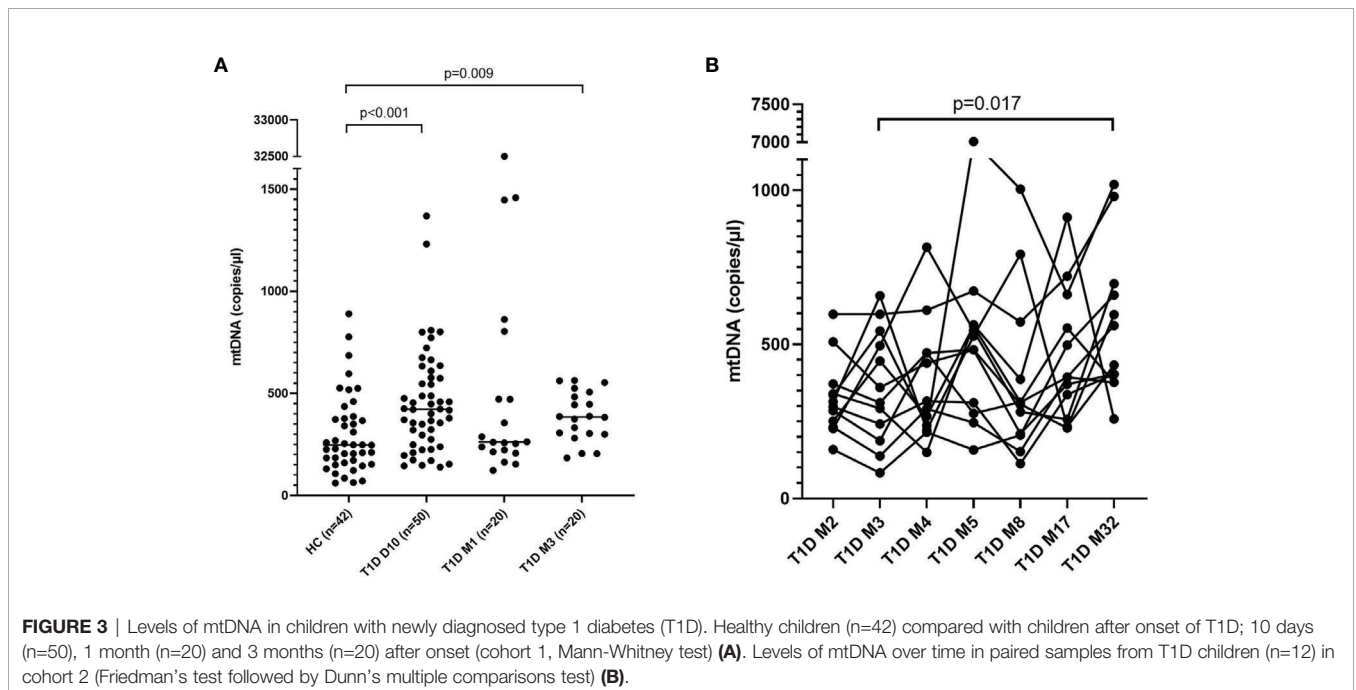 A
p=0.009
p<0.001
33000
32500
1500
1000
500
0
mtDNA (copies/µl)
HC (n=42)
T1D D10 (n=50)
T1D M1 (n=20)
T1D M3 (n=20)
B
p=0.017
7500
7000
1000
500
0
mtDNA (copies/µl)
T1D M2
T1D M3
T1D M4
T1D M5
T1D M8
T1D M17
T1D M32
FIGURE 3 | Levels of mtDNA in children with newly diagnosed type 1 diabetes (T1D). Healthy children (n=42) compared with children after onset of T1D; 10 days
(n=50), 1 month (n=20) and 3 months (n=20) after onset (cohort 1, Mann-Whitney test) (A). Levels of mtDNA over time in paired samples from T1D children (n=12) in
cohort 2 (Friedman's test followed by Dunn's multiple comparisons test) (B).